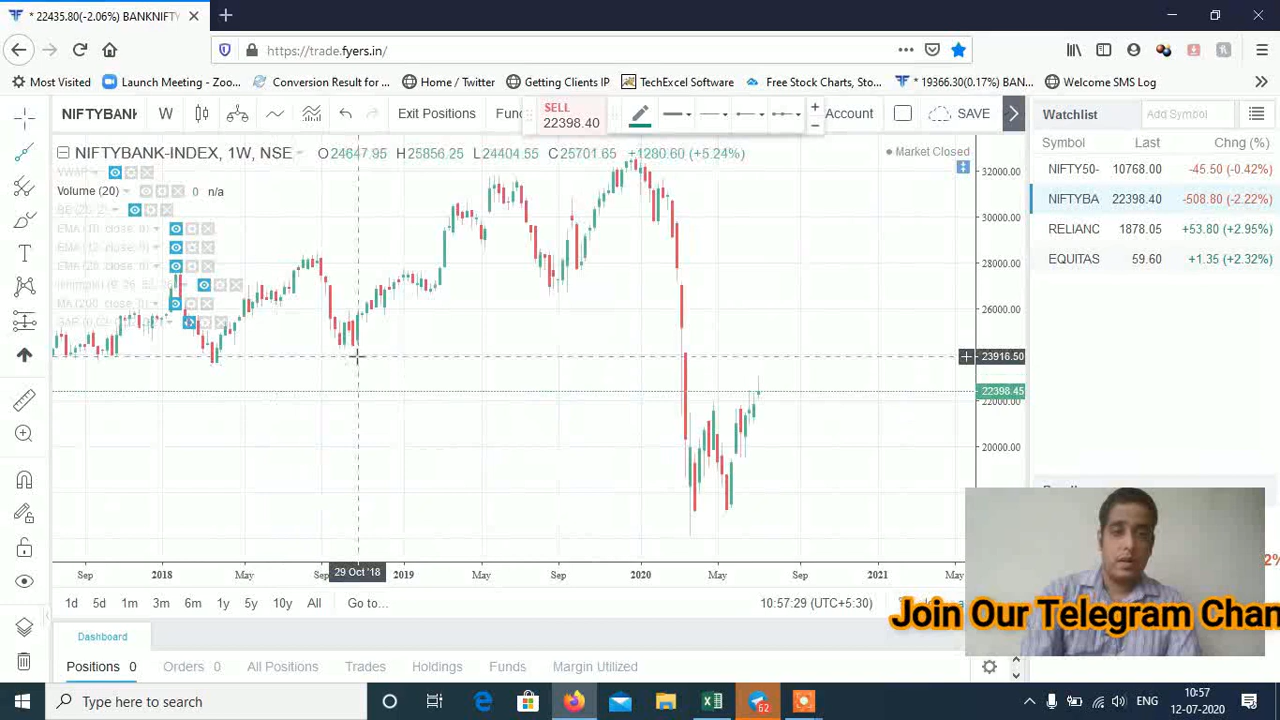 * 22435.80(-2.06%) BANKNIFTY
https://trade.fyers.in/
Most Visited
Launch Meeting - Zoo...
Conversion Result for ...
Home / Twitter
Getting Clients IP
TechExcel Software
Free Stock Charts, Sto...
* 19366.30(0.17%) BAN...
Welcome SMS Log
NIFTYBANK
W
Exit Positions
SELL
22398.40
Account
SAVE
Watchlist
Add Symbol
NIFTYBANK-INDEX, 1W, NSE
O24647.95 H25856.25 L24404.55 C25701.65 +1280.60 (+5.24%)
Market Closed
Symbol Last Chng (%)
NIFTY50- 10768.00 -45.50 (-0.42%)
NIFTYBA 22398.40 -508.80 (-2.22%)
RELIANC 1878.05 +53.80 (+2.95%)
EQUITAS 59.60 +1.35 (+2.32%)
VWAP
Volume (20) 0 n/a
32000.00
30000.00
28000.00
26000.00
23916.50
22398.45
22000.00
20000.00
Sep 2018 May Sep 29 Oct '18 2019 May Sep 2020 May Sep 2021 May
1d 5d 1m 3m 6m 1y 5y 10y All Go to...
10:57:29 (UTC+5:30)
Join Our Telegram Chan
Dashboard
Positions 0 Orders 0 All Positions Trades Holdings Funds Margin Utilized
Type here to search
62
ENG
10:57
12-07-2020